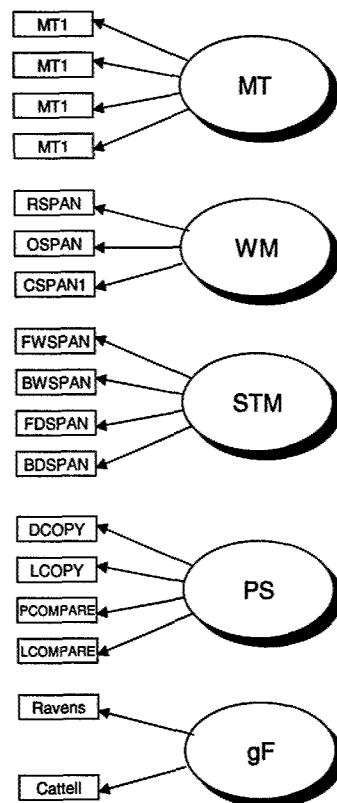 MT1
MT1
MT1
MT1
MT
RSPAN
OSPAN
CSPAN1
WM
FWSPAN
BWSPAN
FDSPAN
BDSPAN
STM
DCOPY
LCOPY
PCOMPARE
LCOMPARE
PS
Ravens
Cattell
gF